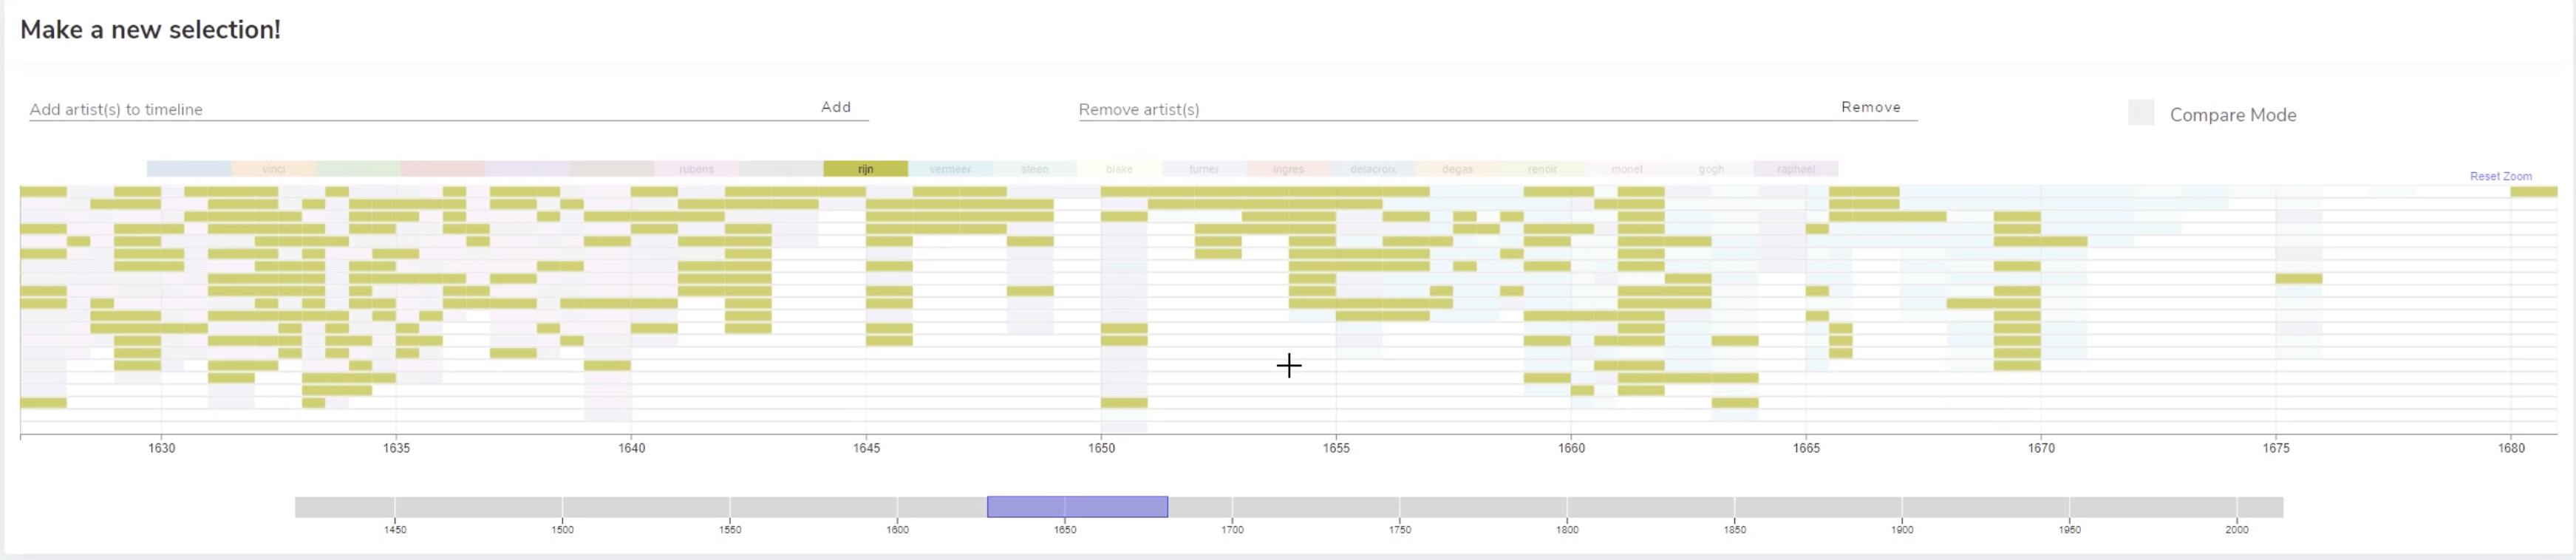 Make a new selection!
Add artist(s) to timeline Add Remove artist(s) Remove Compare Mode
vinci rubens rijn vermeer steen blake turner ingres delacroix degas renoir monet gogh raphael
Reset Zoom
1630 1635 1640 1645 1650 1655 1660 1665 1670 1675 1680
1450 1500 1550 1600 1650 1700 1750 1800 1850 1900 1950 2000